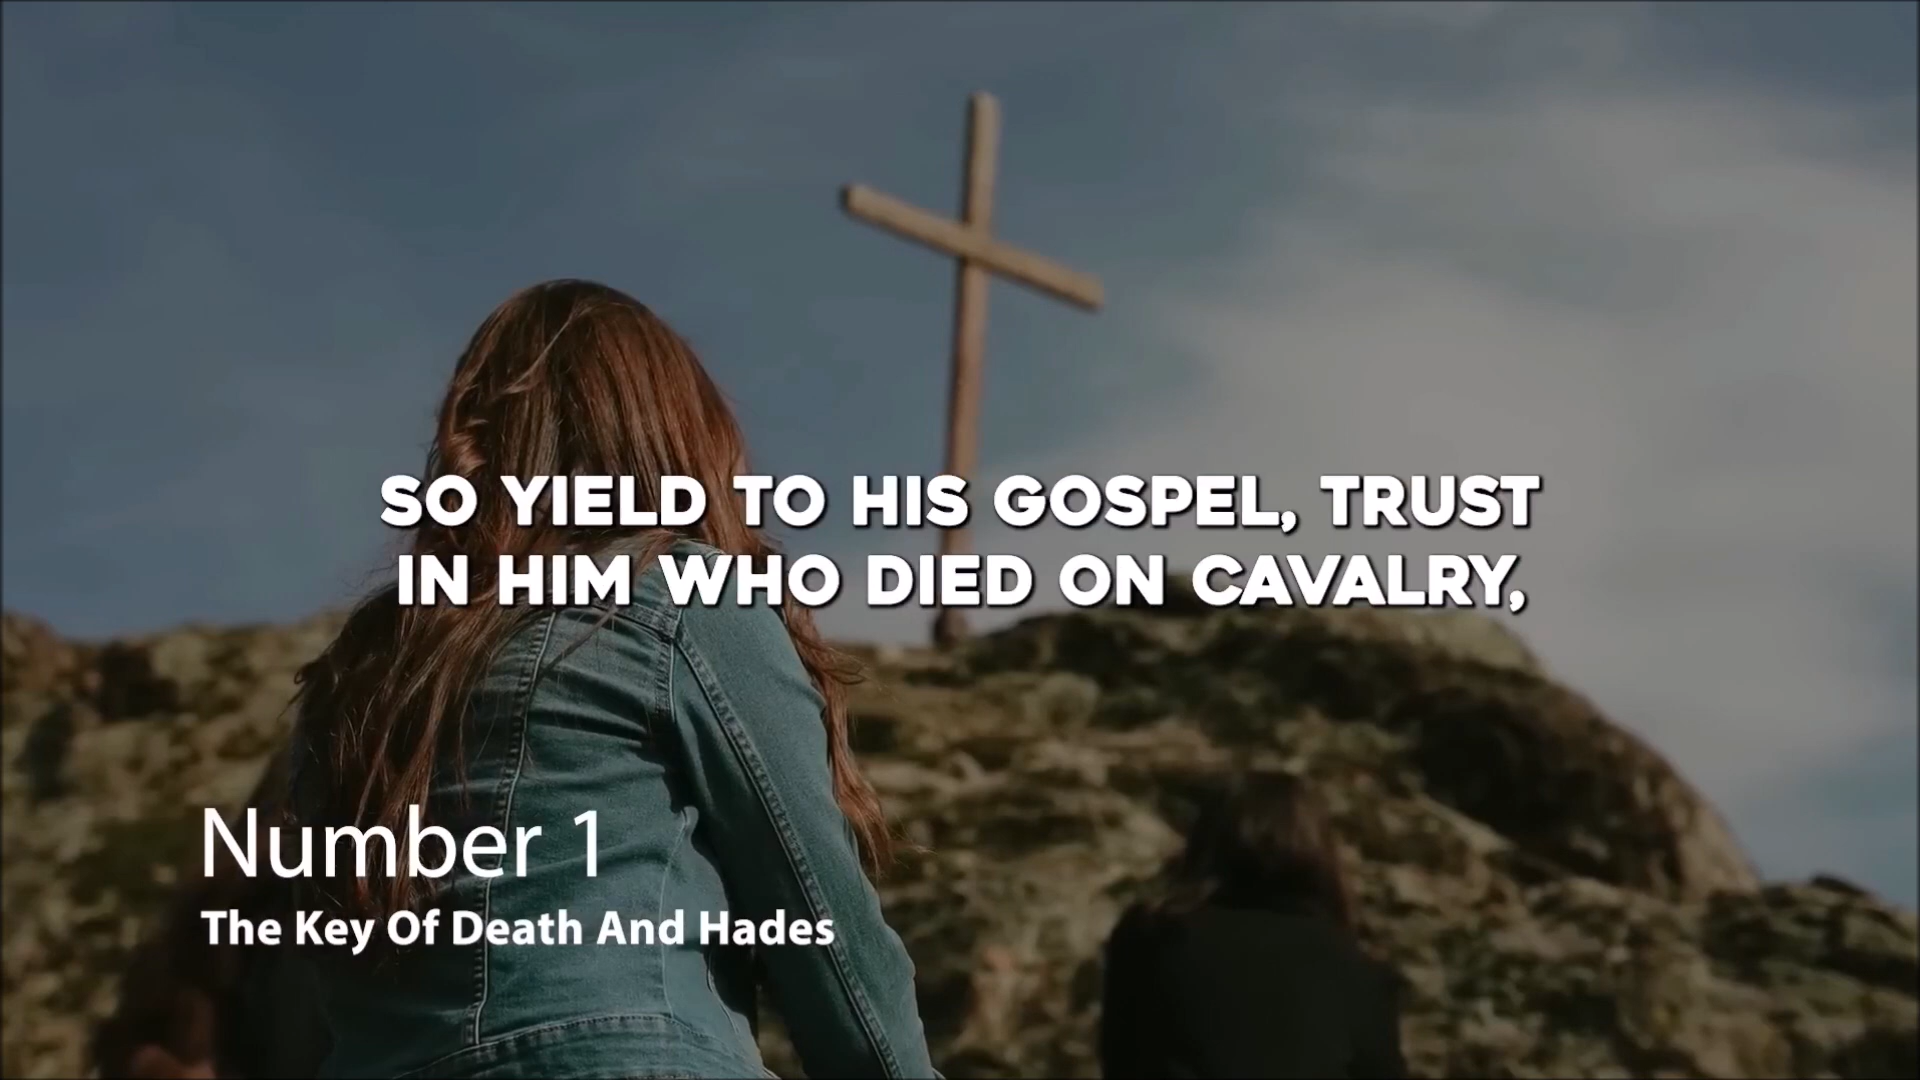 SO YIELD TO HIS GOSPEL, TRUST
IN HIM WHO DIED ON CAVALRY,
Number 1
The Key Of Death And Hades